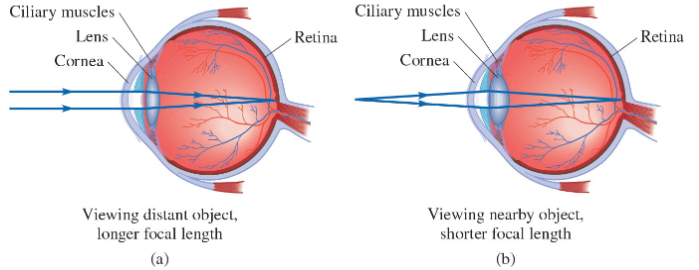 Ciliary muscles
Lens
Cornea
Retina
Viewing distant object,
longer focal length
(a)
Ciliary muscles
Lens
Cornea
Retina
Viewing nearby object,
shorter focal length
(b)